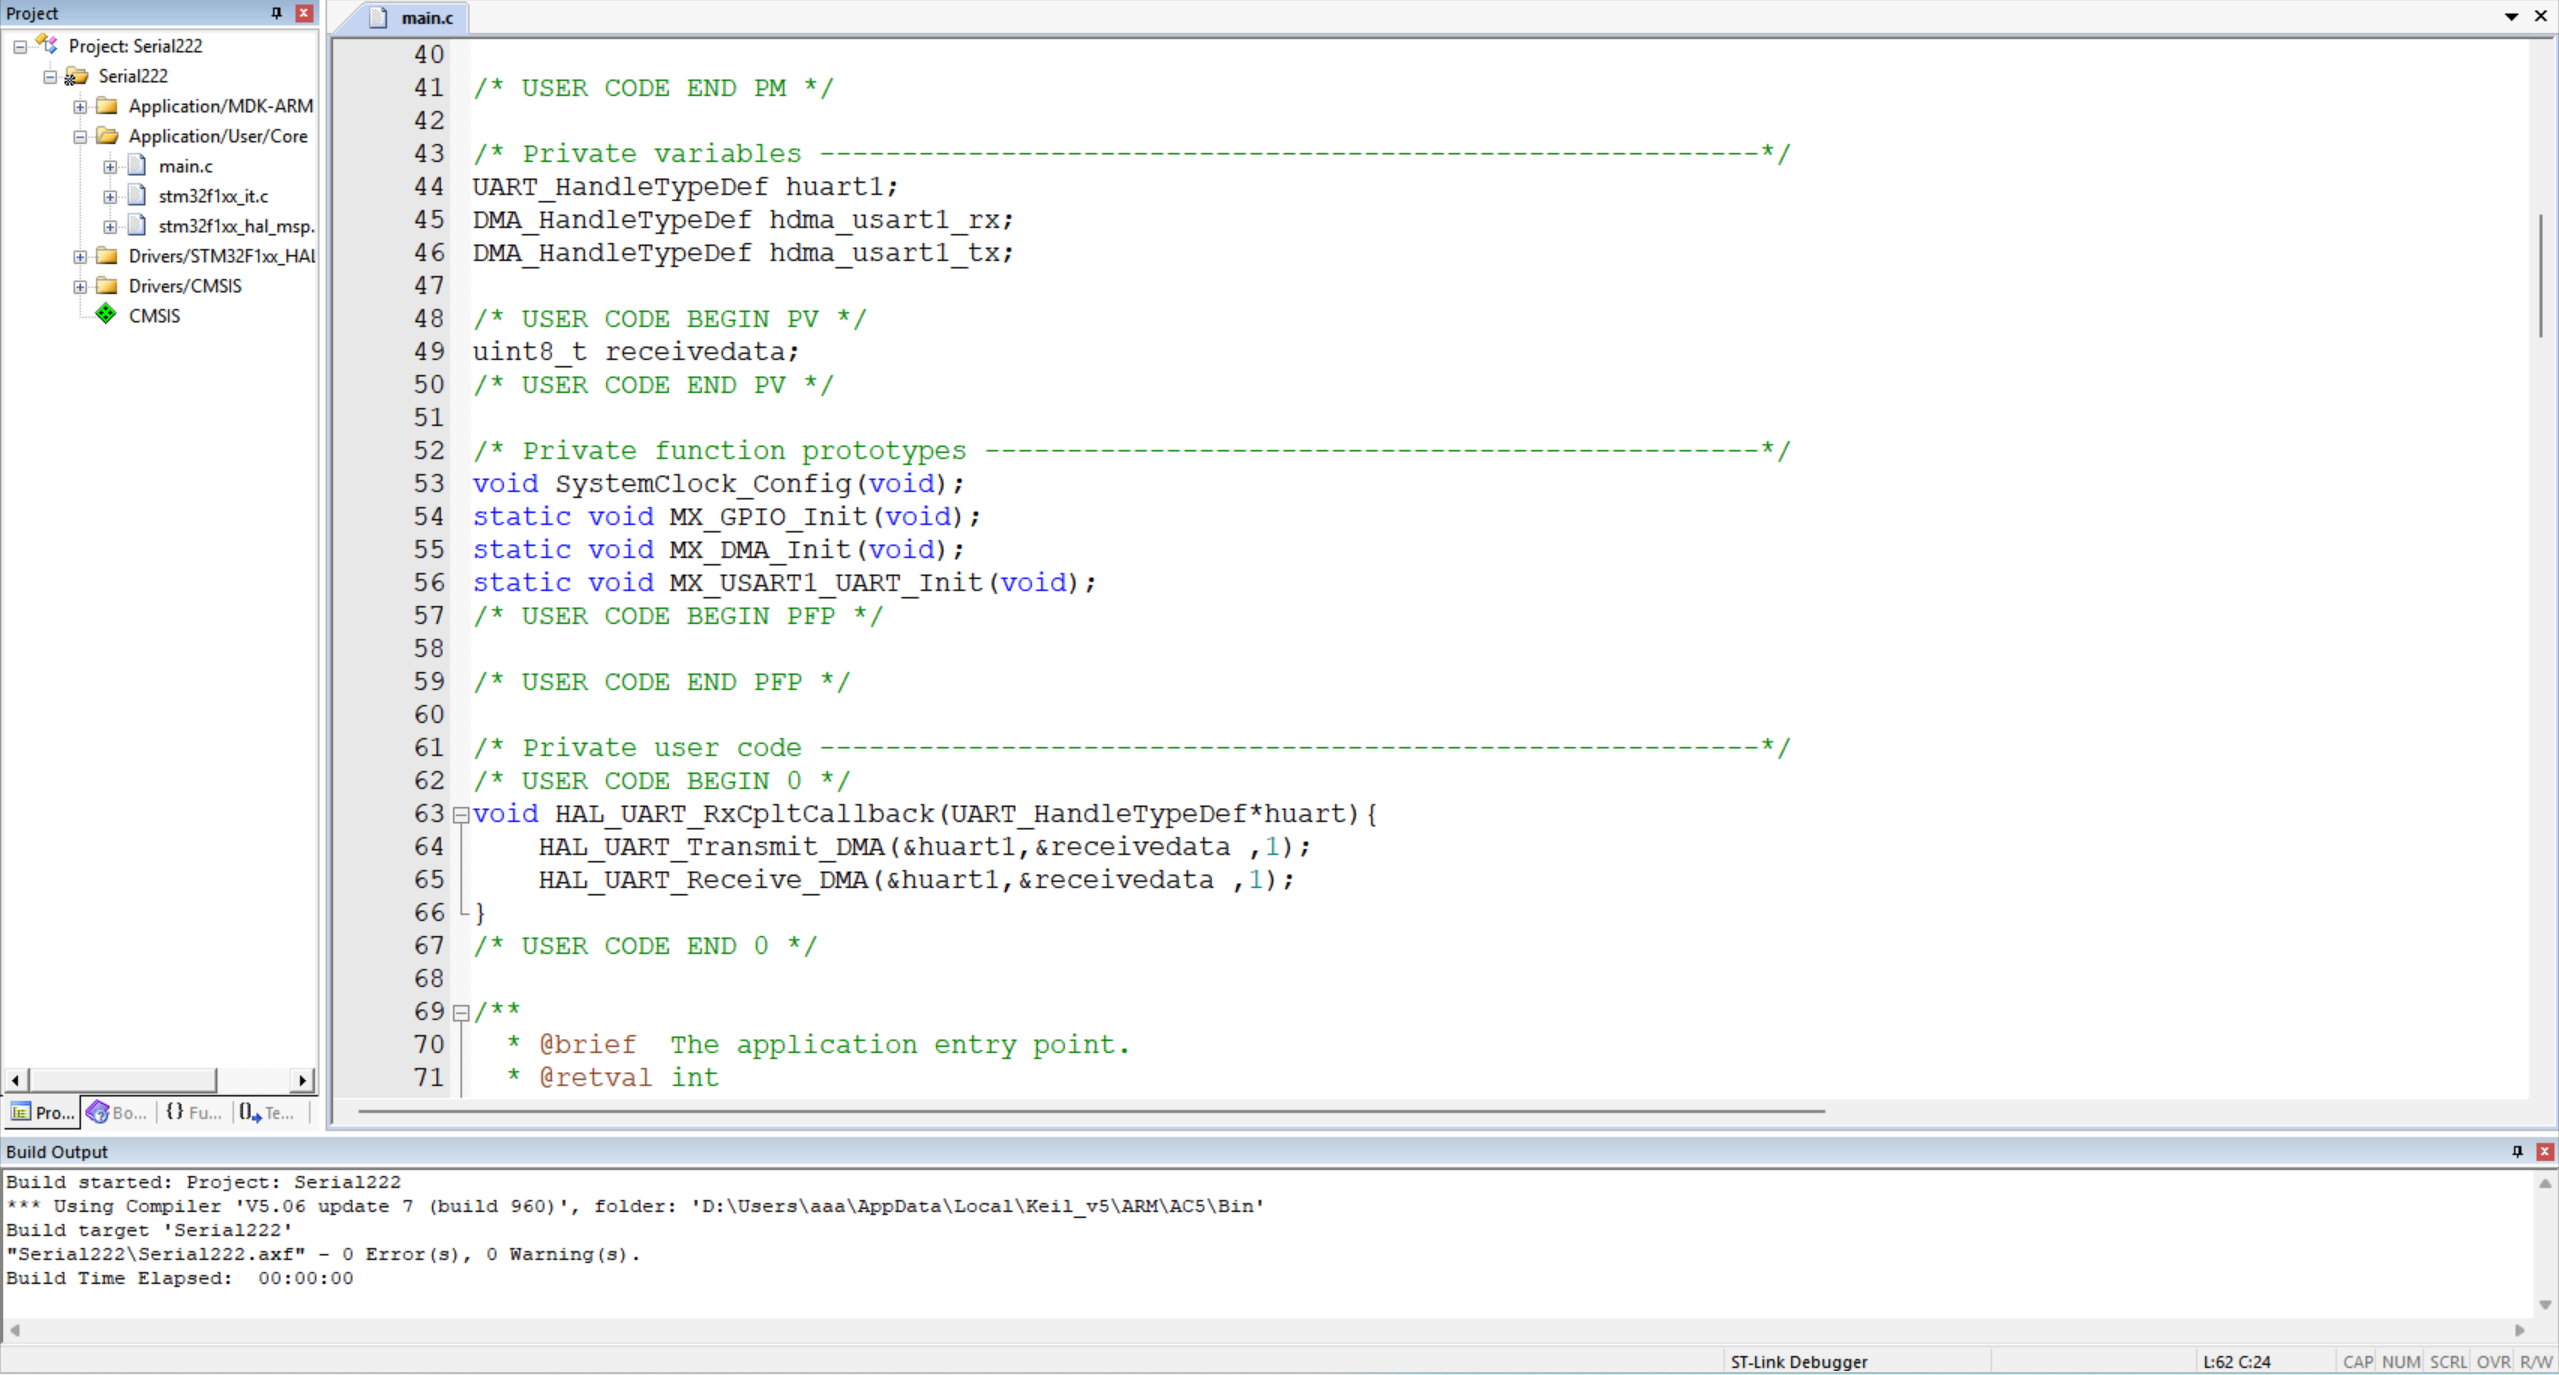 Project
Project: Serial222
Serial222
Application/MDK-ARM
Application/User/Core
main.c
stm32f1xx_it.c
stm32f1xx_hal_msp.
Drivers/STM32F1xx_HAL
Drivers/CMSIS
CMSIS
Pro... Bo... {} Fu... Te...
main.c
40
41 /* USER CODE END PM */
42
43 /* Private variables ---------------------------------------------------------*/
44 UART_HandleTypeDef huart1;
45 DMA_HandleTypeDef hdma_usart1_rx;
46 DMA_HandleTypeDef hdma_usart1_tx;
47
48 /* USER CODE BEGIN PV */
49 uint8_t receivedata;
50 /* USER CODE END PV */
51
52 /* Private function prototypes -----------------------------------------------*/
53 void SystemClock_Config(void);
54 static void MX_GPIO_Init(void);
55 static void MX_DMA_Init(void);
56 static void MX_USART1_UART_Init(void);
57 /* USER CODE BEGIN PFP */
58
59 /* USER CODE END PFP */
60
61 /* Private user code ---------------------------------------------------------*/
62 /* USER CODE BEGIN 0 */
63 void HAL_UART_RxCpltCallback(UART_HandleTypeDef*huart){
64 HAL_UART_Transmit_DMA(&huart1,&receivedata ,1);
65 HAL_UART_Receive_DMA(&huart1,&receivedata ,1);
66 }
67 /* USER CODE END 0 */
68
69 /**
70 * @brief  The application entry point.
71 * @retval int
Build Output
Build started: Project: Serial222
*** Using Compiler 'V5.06 update 7 (build 960)', folder: 'D:\Users\aaa\AppData\Local\Keil_v5\ARM\AC5\Bin'
Build target 'Serial222'
"Serial222\Serial222.axf" - 0 Error(s), 0 Warning(s).
Build Time Elapsed:  00:00:00
ST-Link Debugger L:62 C:24 CAP NUM SCRL OVR R/W